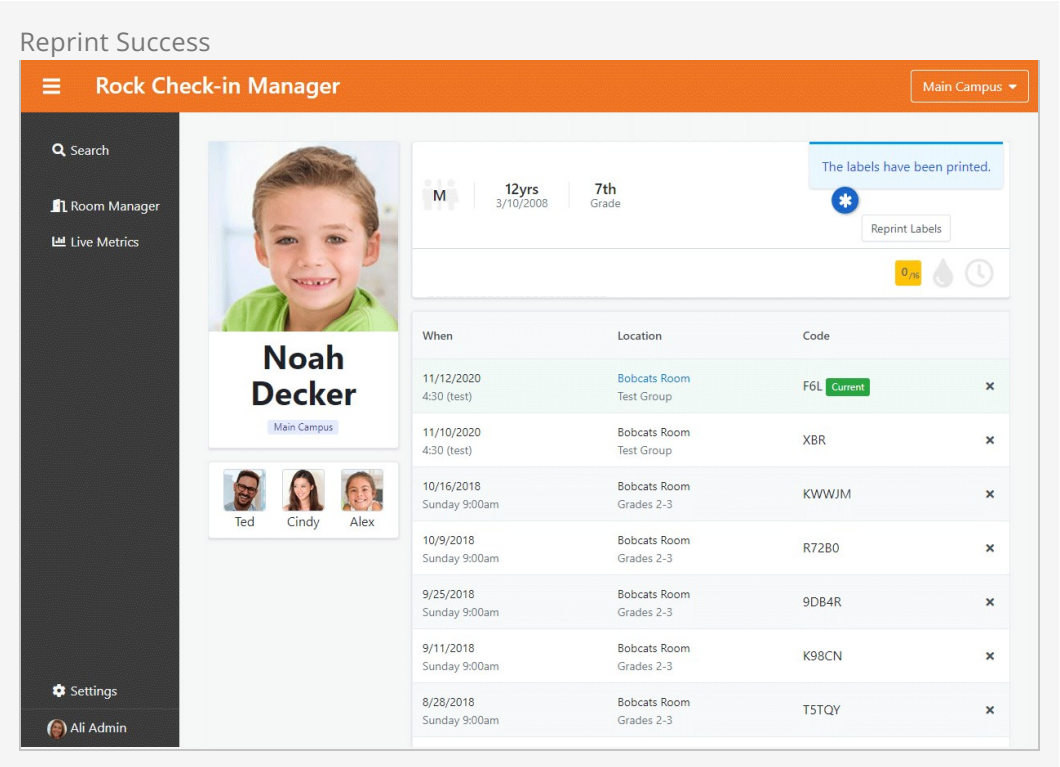 Reprint Success
Rock Check-in Manager
Main Campus
Search
Room Manager
Live Metrics
Settings
Ali Admin
Noah
Decker
Main Campus
Ted Cindy Alex
M
12yrs
3/10/2008
7th
Grade
The labels have been printed.
Reprint Labels
0/16
When Location Code
11/12/2020 Bobcats Room F6L Current
4:30 (test) Test Group
11/10/2020 Bobcats Room XBR
4:30 (test) Test Group
10/16/2018 Bobcats Room KWWJM
Sunday 9:00am Grades 2-3
10/9/2018 Bobcats Room R72B0
Sunday 9:00am Grades 2-3
9/25/2018 Bobcats Room 9DB4R
Sunday 9:00am Grades 2-3
9/11/2018 Bobcats Room K98CN
Sunday 9:00am Grades 2-3
8/28/2018 Bobcats Room T5TQY
Sunday 9:00am Grades 2-3